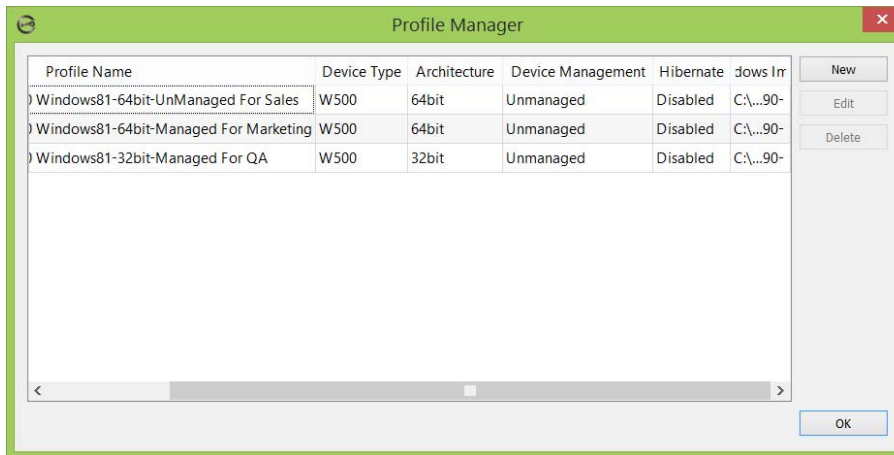 Profile Manager
Profile Name Device Type Architecture Device Management Hibernate dows Im
) Windows81-64bit-UnManaged For Sales W500 64bit Unmanaged Disabled C:\...90-
) Windows81-64bit-Managed For Marketing W500 64bit Unmanaged Disabled C:\...90-
) Windows81-32bit-Managed For QA W500 32bit Unmanaged Disabled C:\...90-
New
Edit
Delete
OK